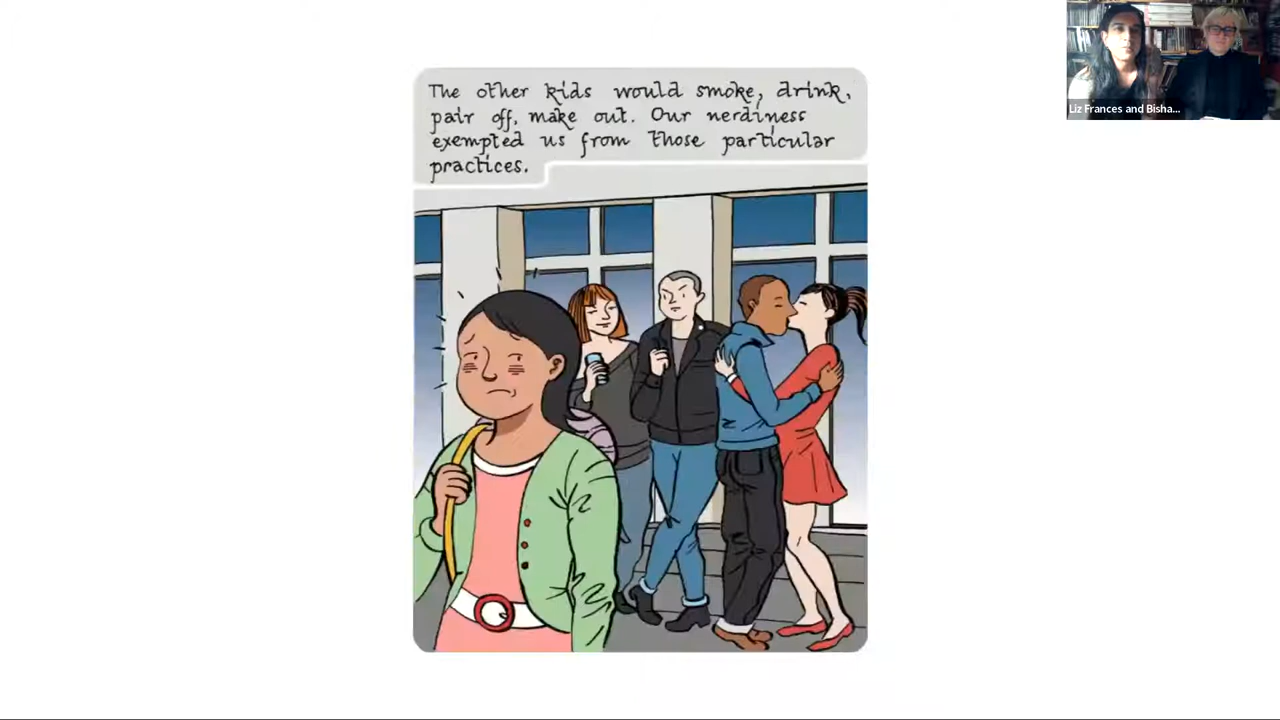 The other kids would smoke, drink,
pair off, make out. Our nerdiness
exempted us from those particular
practices.
Liz Frances and Bisha...